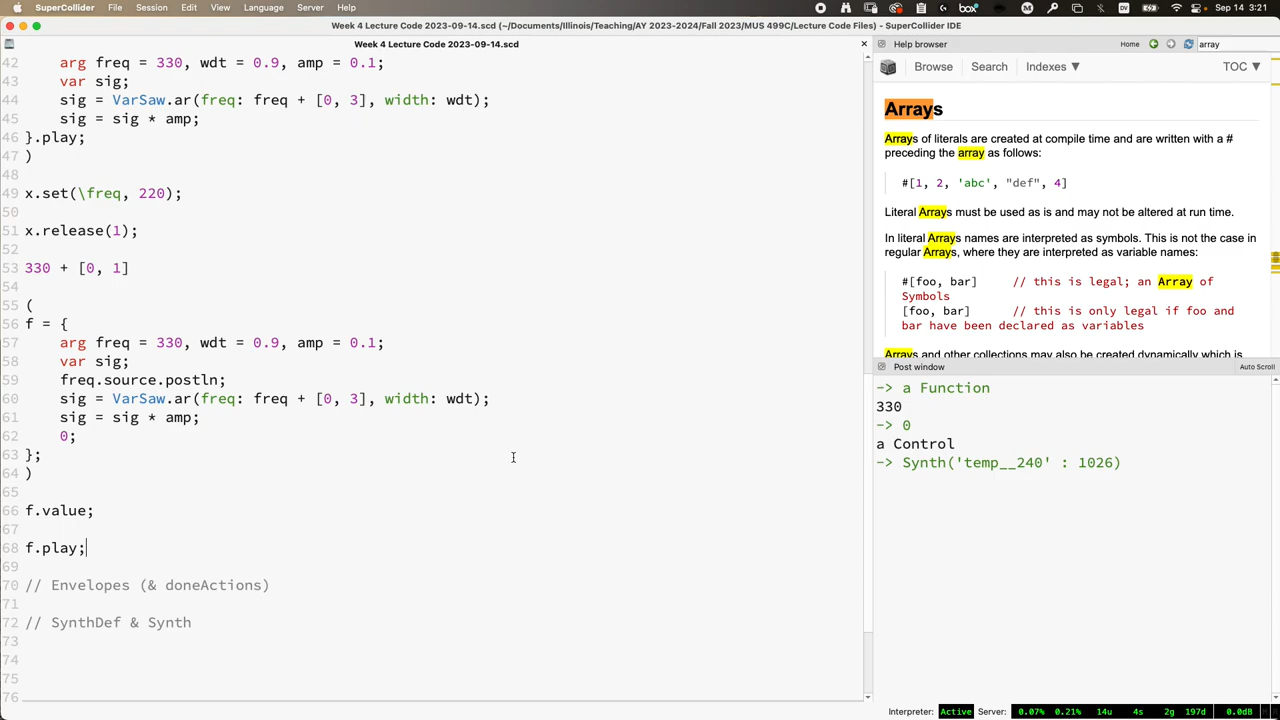 SuperCollider File Session Edit View Language Server Help Sep 14 3:21
Week 4 Lecture Code 2023-09-14.scd (~/Documents/Illinois/Teaching/AY 2023-2024/Fall 2023/MUS 499C/Lecture Code Files) - SuperCollider IDE
Week 4 Lecture Code 2023-09-14.scd
42 arg freq = 330, wdt = 0.9, amp = 0.1;
43 var sig;
44 sig = VarSaw.ar(freq: freq + [0, 3], width: wdt);
45 sig = sig * amp;
46 }.play;
47 )
48
49 x.set(\freq, 220);
50
51 x.release(1);
52
53 330 + [0, 1]
54
55 (
56 f = {
57 arg freq = 330, wdt = 0.9, amp = 0.1;
58 var sig;
59 freq.source.postln;
60 sig = VarSaw.ar(freq: freq + [0, 3], width: wdt);
61 sig = sig * amp;
62 0;
63 };
64 )
65
66 f.value;
67
68 f.play;
69
70 // Envelopes (& doneActions)
71
72 // SynthDef & Synth
73
74
75
76
Help browser Home array
Browse Search Indexes ▼ TOC ▼
Arrays
Arrays of literals are created at compile time and are written with a #
preceding the array as follows:
#[1, 2, 'abc', "def", 4]
Literal Arrays must be used as is and may not be altered at run time.
In literal Arrays names are interpreted as symbols. This is not the case in
regular Arrays, where they are interpreted as variable names:
#[foo, bar] // this is legal; an Array of
Symbols
[foo, bar] // this is only legal if foo and
bar have been declared as variables
Arrays and other collections may also be created dynamically which is
Post window Auto Scroll
-> a Function
330
-> 0
a Control
-> Synth('temp__240' : 1026)
Interpreter: Active Server: 0.07% 0.21% 14u 4s 2g 197d 0.0dB